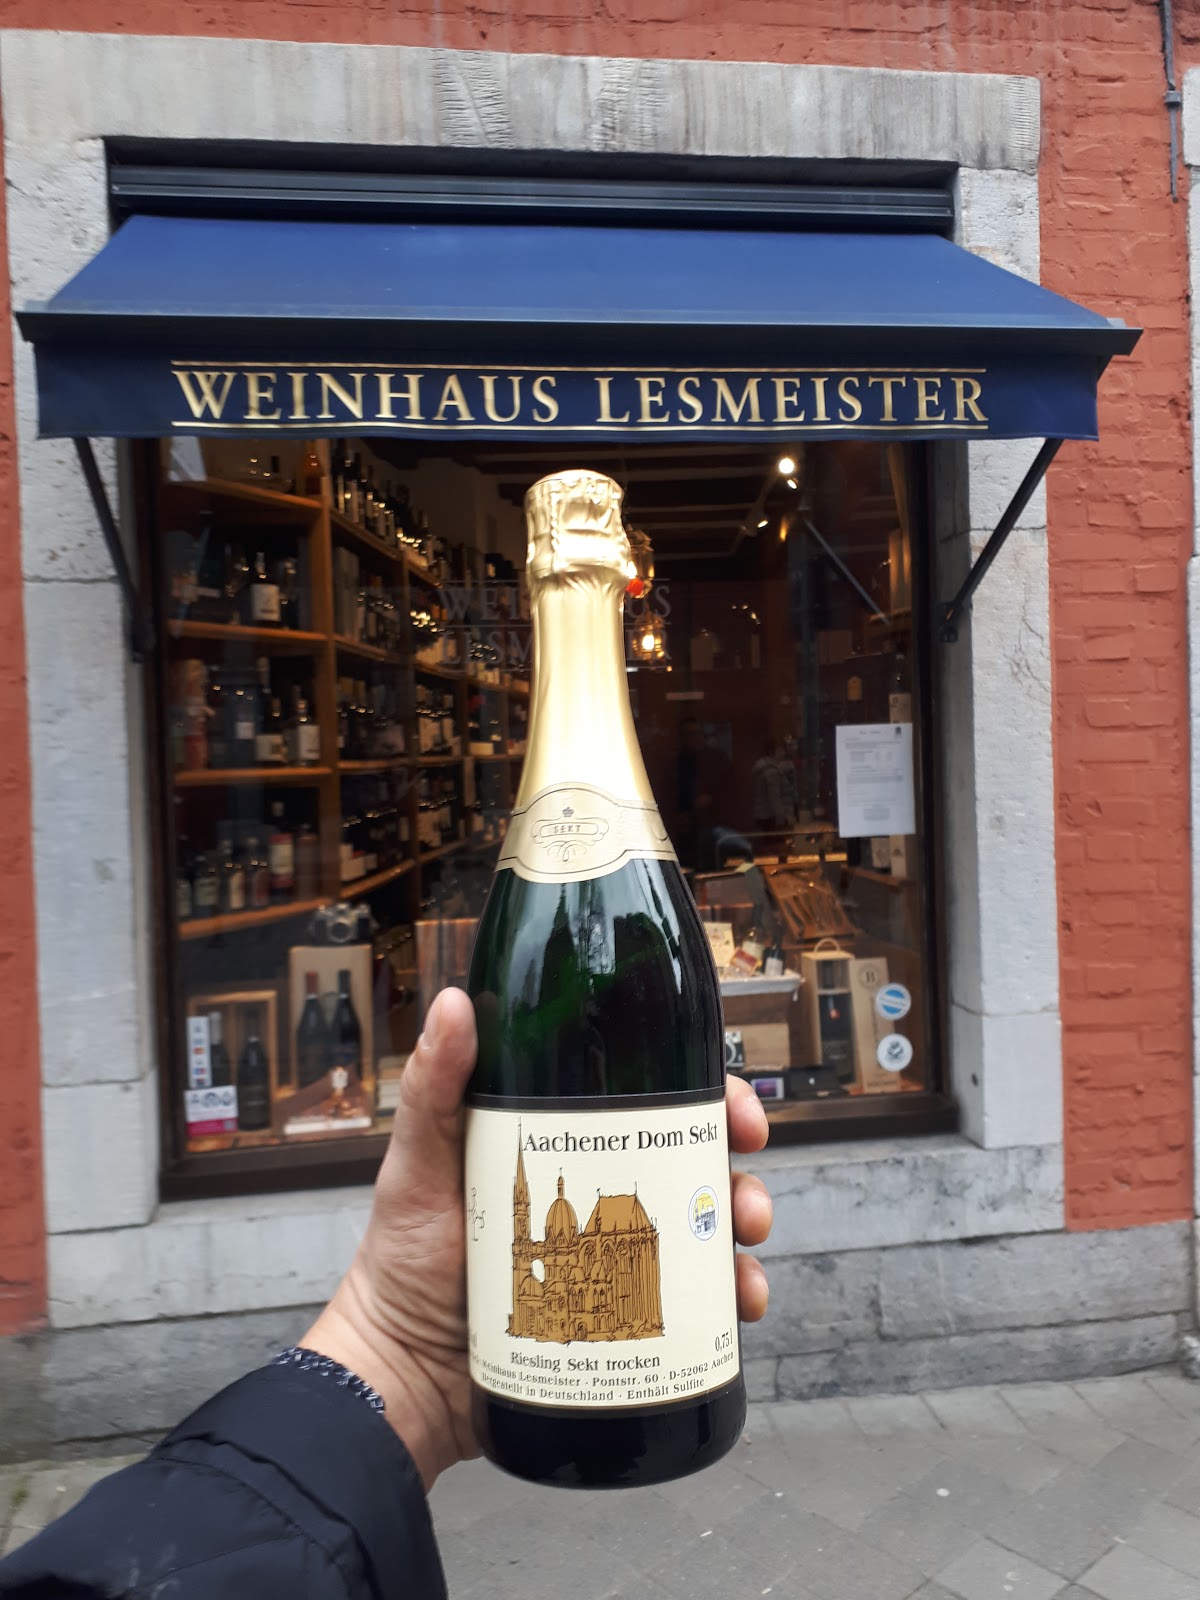 WEINHAUS LESMEISTER
SEKT
Aachener Dom Sekt
Riesling Sekt trocken
0,75 l
Weinhaus Lesmeister · Pontstr. 60 · D-52062 Aachen
Hergestellt in Deutschland · Enthält Sulfite
B